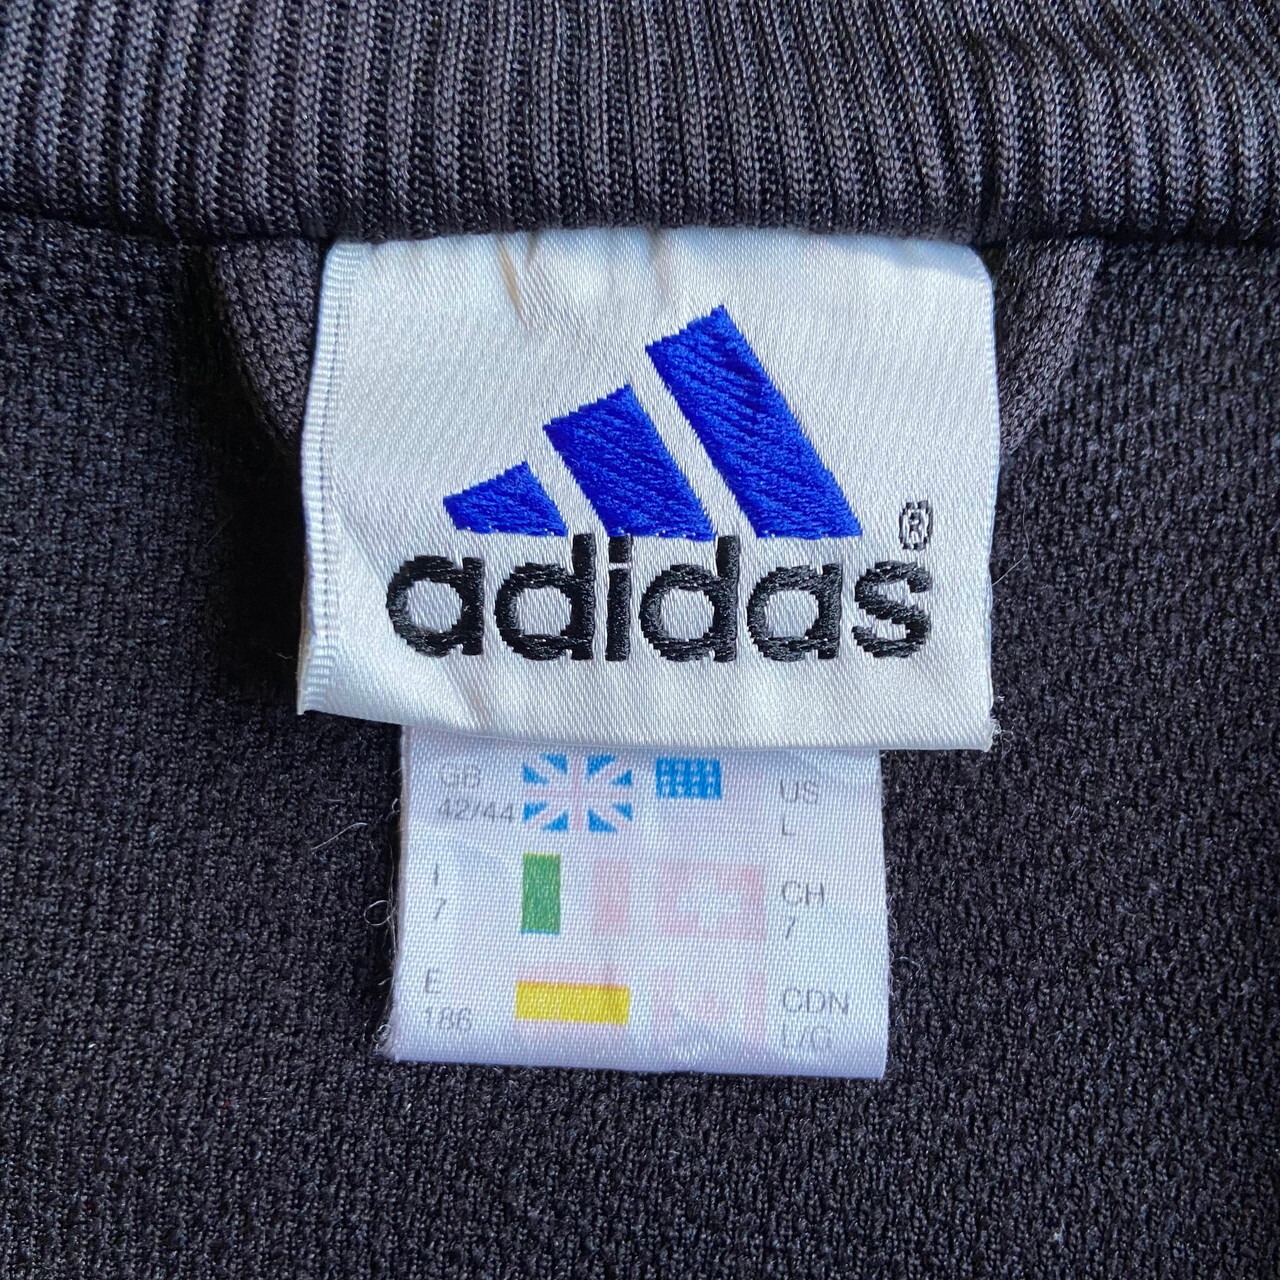 adidas®
GB
42/44
US
L
I
7
CH
7
E
186
CDN
L/G